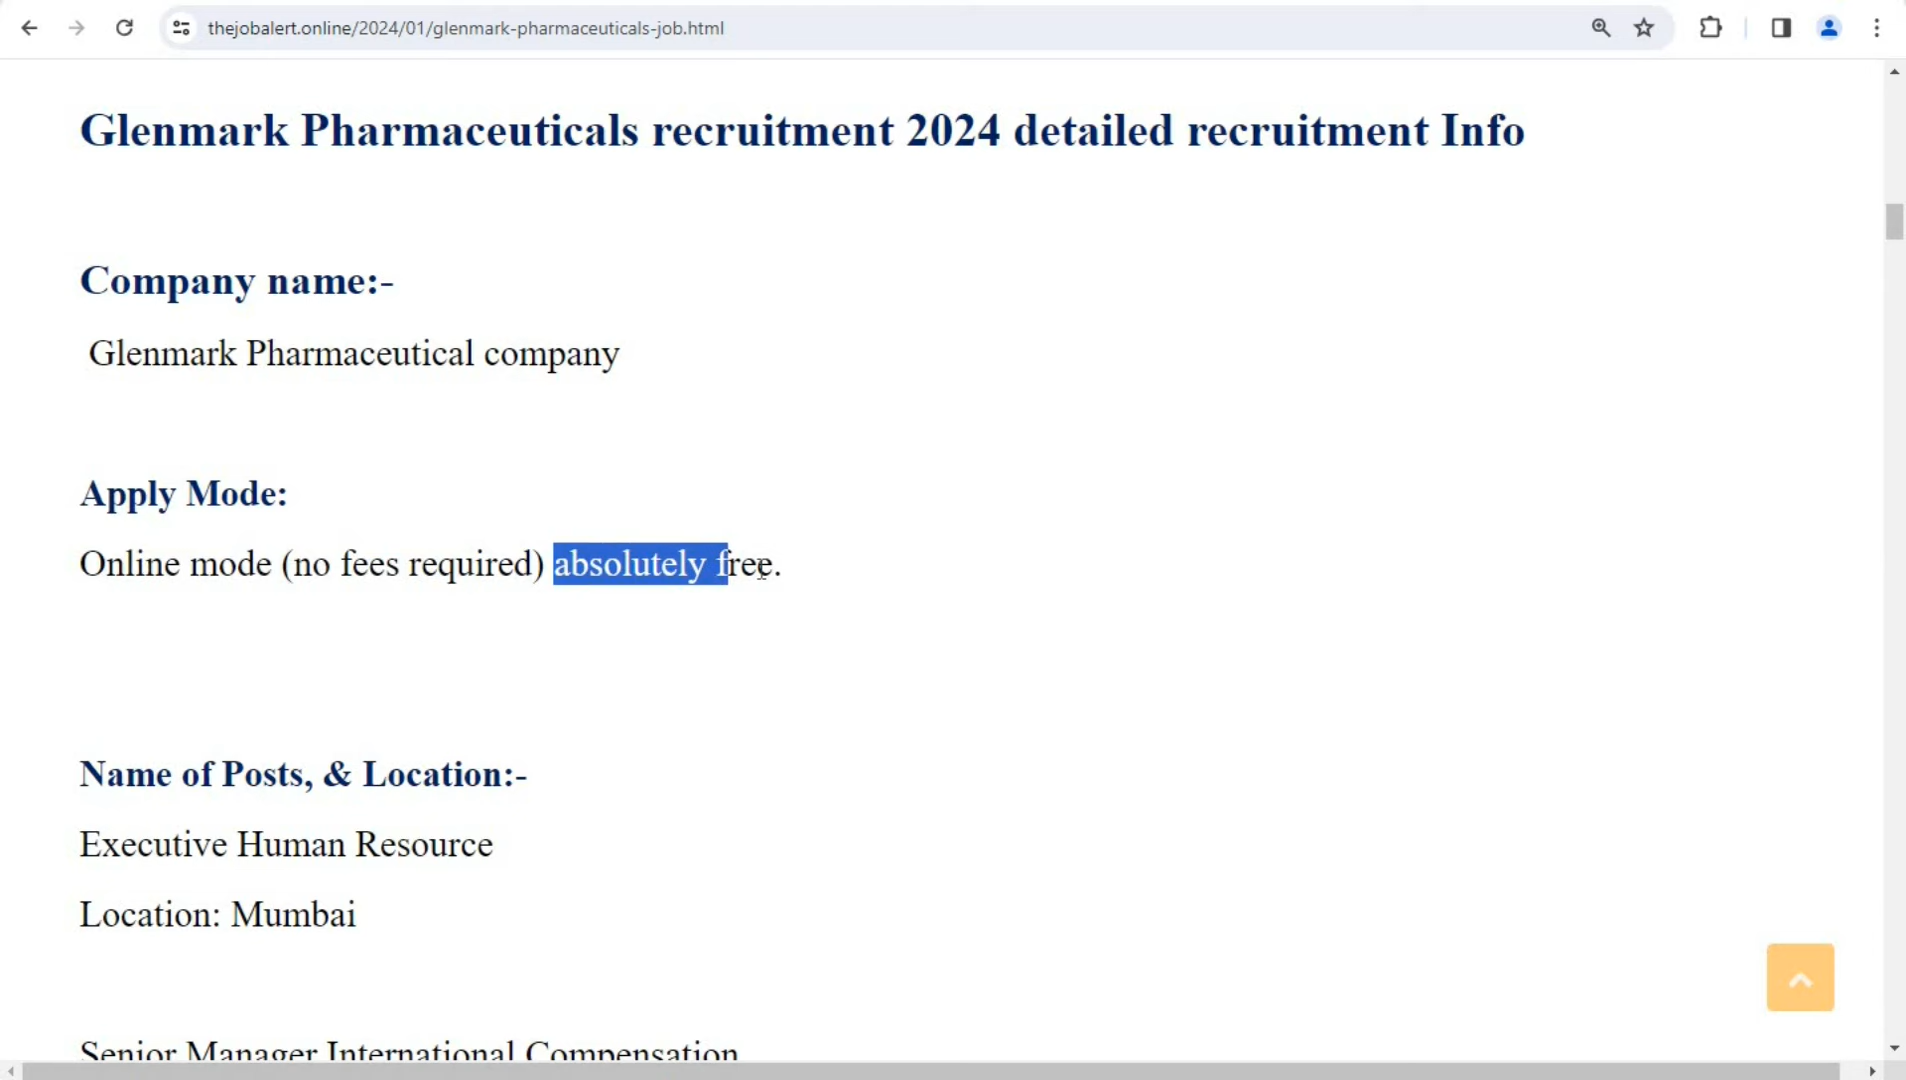 thejobalert.online/2024/01/glenmark-pharmaceuticals-job.html
Glenmark Pharmaceuticals recruitment 2024 detailed recruitment Info
Company name:-
Glenmark Pharmaceutical company
Apply Mode:
Online mode (no fees required) absolutely free.
Name of Posts, & Location:-
Executive Human Resource
Location: Mumbai
Senior Manager International Compensation